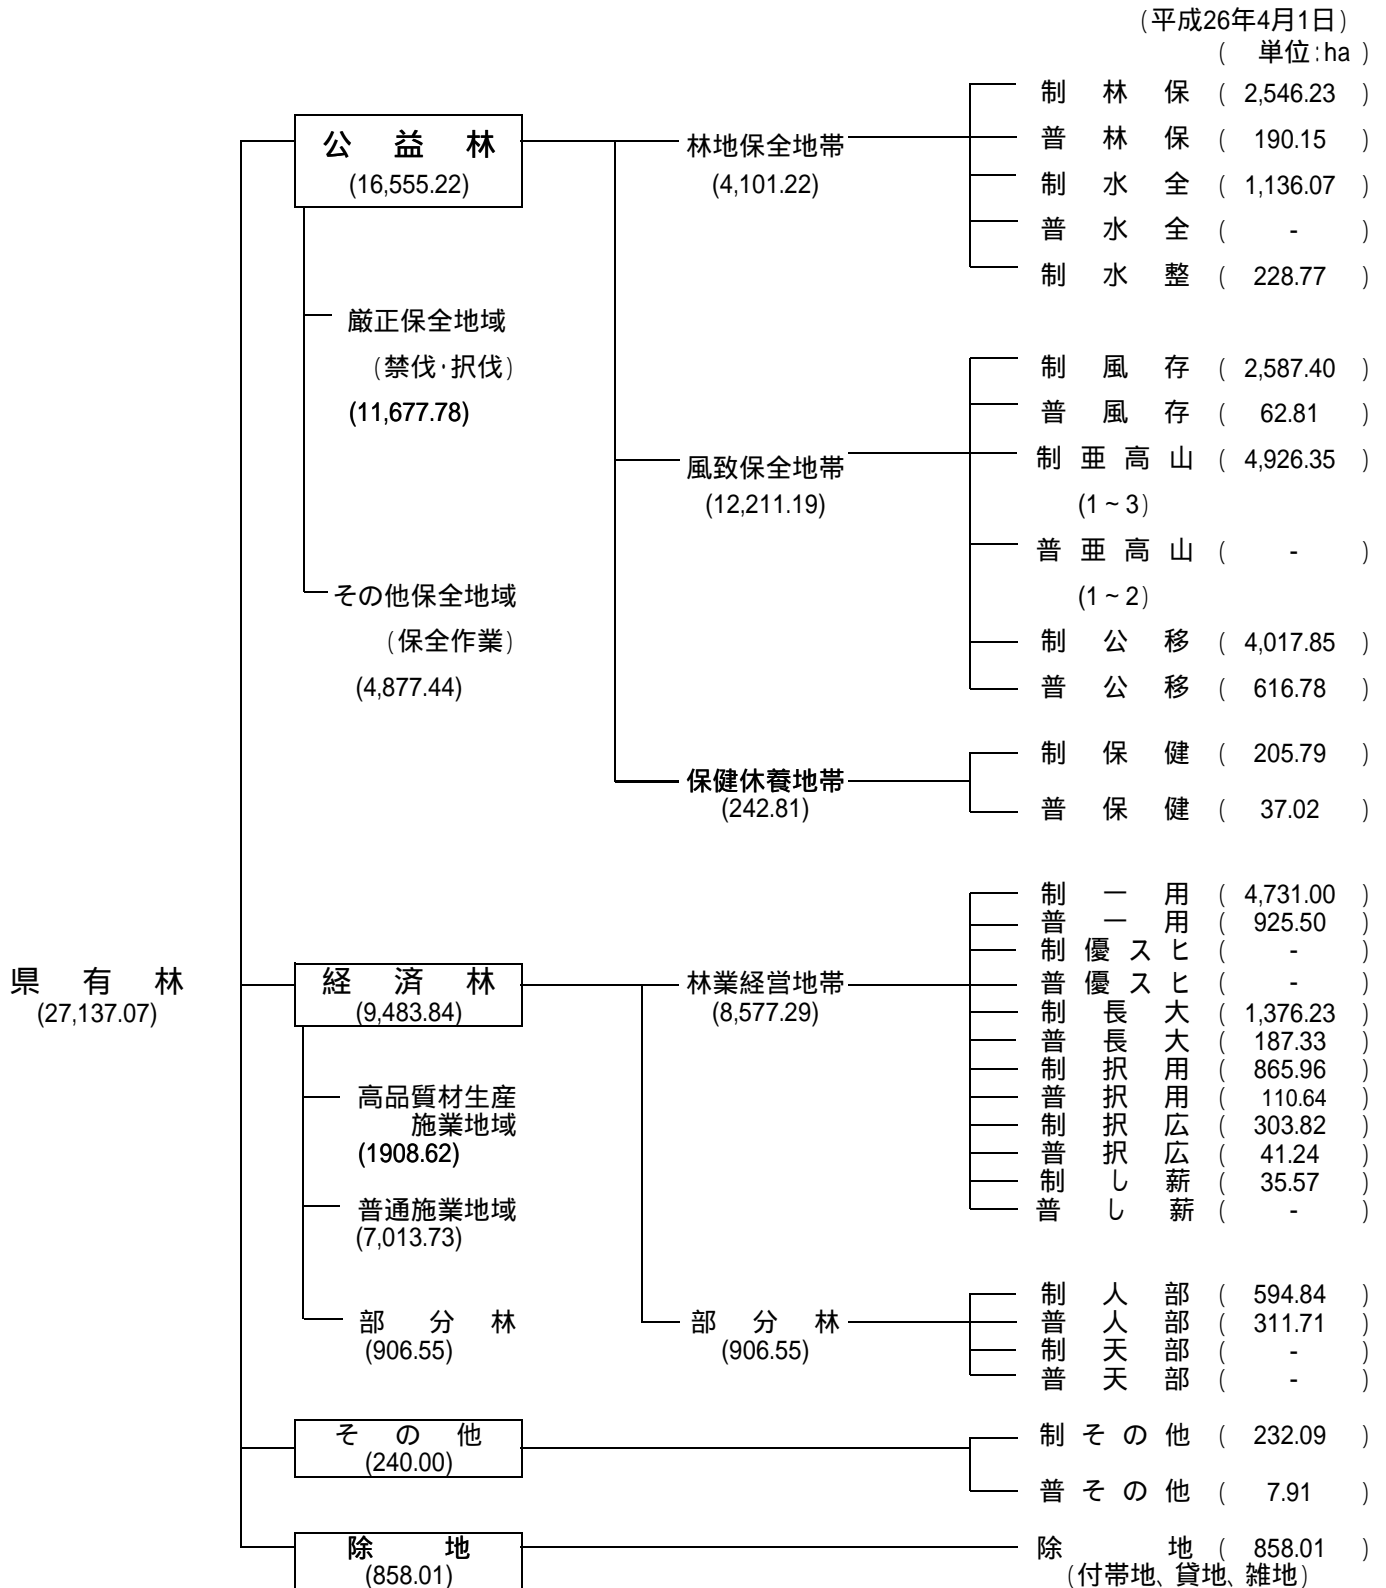 (平成26年4月1日)
( 単位:ha )
県有林
(27,137.07)
公益林
(16,555.22)
厳正保全地域
(禁伐・択伐)
(11,677.78)
その他保全地域
(保全作業)
(4,877.44)
林地保全地帯
(4,101.22)
制林保 ( 2,546.23 )
普林保 ( 190.15 )
制水全 ( 1,136.07 )
普水全 ( - )
制水整 ( 228.77 )
風致保全地帯
(12,211.19)
制風存 ( 2,587.40 )
普風存 ( 62.81 )
制亜高山 ( 4,926.35 )
(1~3)
普亜高山 ( - )
(1~2)
制公移 ( 4,017.85 )
普公移 ( 616.78 )
保健休養地帯
(242.81)
制保健 ( 205.79 )
普保健 ( 37.02 )
経済林
(9,483.84)
高品質材生産
施業地域
(1908.62)
普通施業地域
(7,013.73)
部分林
(906.55)
林業経営地帯
(8,577.29)
制一用 ( 4,731.00 )
普一用 ( 925.50 )
制優スヒ ( - )
普優スヒ ( - )
制長大 ( 1,376.23 )
普長大 ( 187.33 )
制択用 ( 865.96 )
普択用 ( 110.64 )
制択広 ( 303.82 )
普択広 ( 41.24 )
制し薪 ( 35.57 )
普し薪 ( - )
部分林
(906.55)
制人部 ( 594.84 )
普人部 ( 311.71 )
制天部 ( - )
普天部 ( - )
その他
(240.00)
制その他 ( 232.09 )
普その他 ( 7.91 )
除地
(858.01)
除地 ( 858.01 )
(付帯地、貸地、雑地)